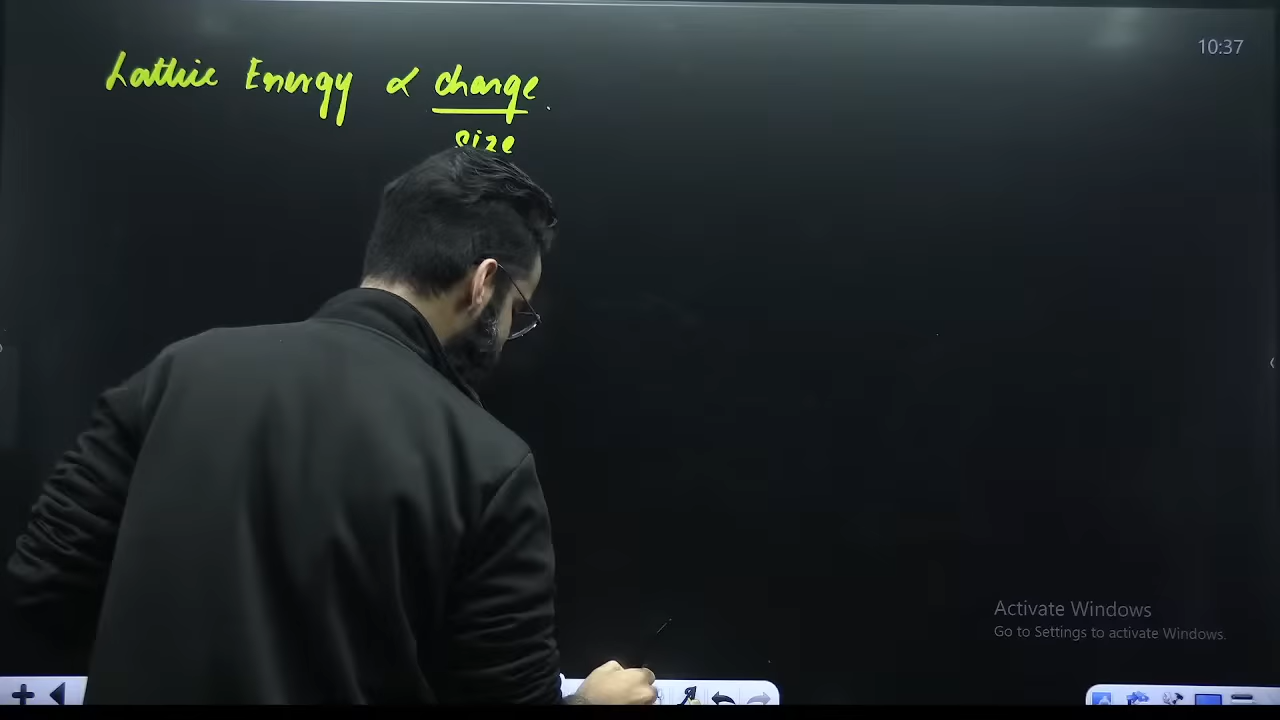 10:37
Lattice Energy ∝ charge
size
Activate Windows
Go to Settings to activate Windows.